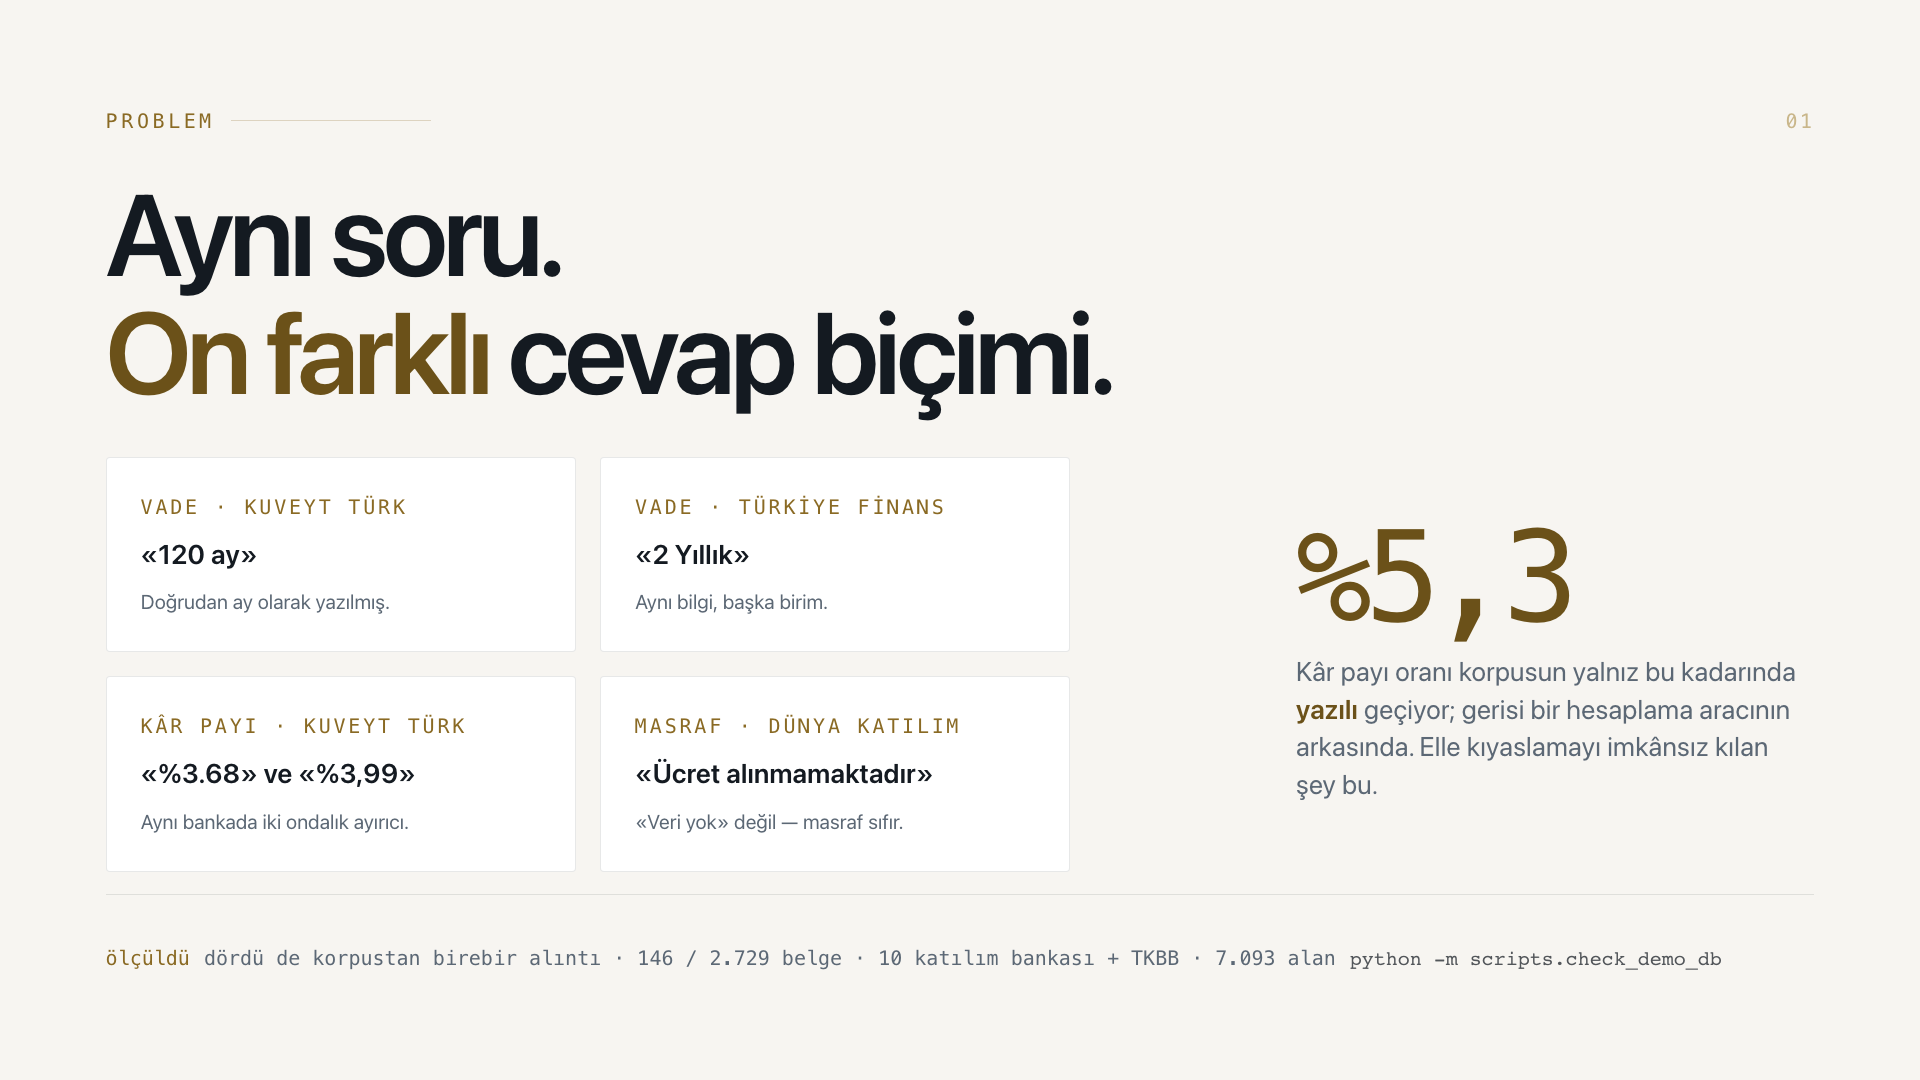 PROBLEM
01
Aynı soru.
On farklı cevap biçimi.
VADE · KUVEYT TÜRK
«120 ay»
Doğrudan ay olarak yazılmış.
VADE · TÜRKİYE FİNANS
«2 Yıllık»
Aynı bilgi, başka birim.
KÂR PAYI · KUVEYT TÜRK
«%3.68» ve «%3,99»
Aynı bankada iki ondalık ayırıcı.
MASRAF · DÜNYA KATILIM
«Ücret alınmamaktadır»
«Veri yok» değil — masraf sıfır.
%5,3
Kâr payı oranı korpusun yalnız bu kadarında
yazılı geçiyor; gerisi bir hesaplama aracının
arkasında. Elle kıyaslamayı imkânsız kılan
şey bu.
ölçüldü dördü de korpustan birebir alıntı · 146 / 2.729 belge · 10 katılım bankası + TKBB · 7.093 alan python -m scripts.check_demo_db